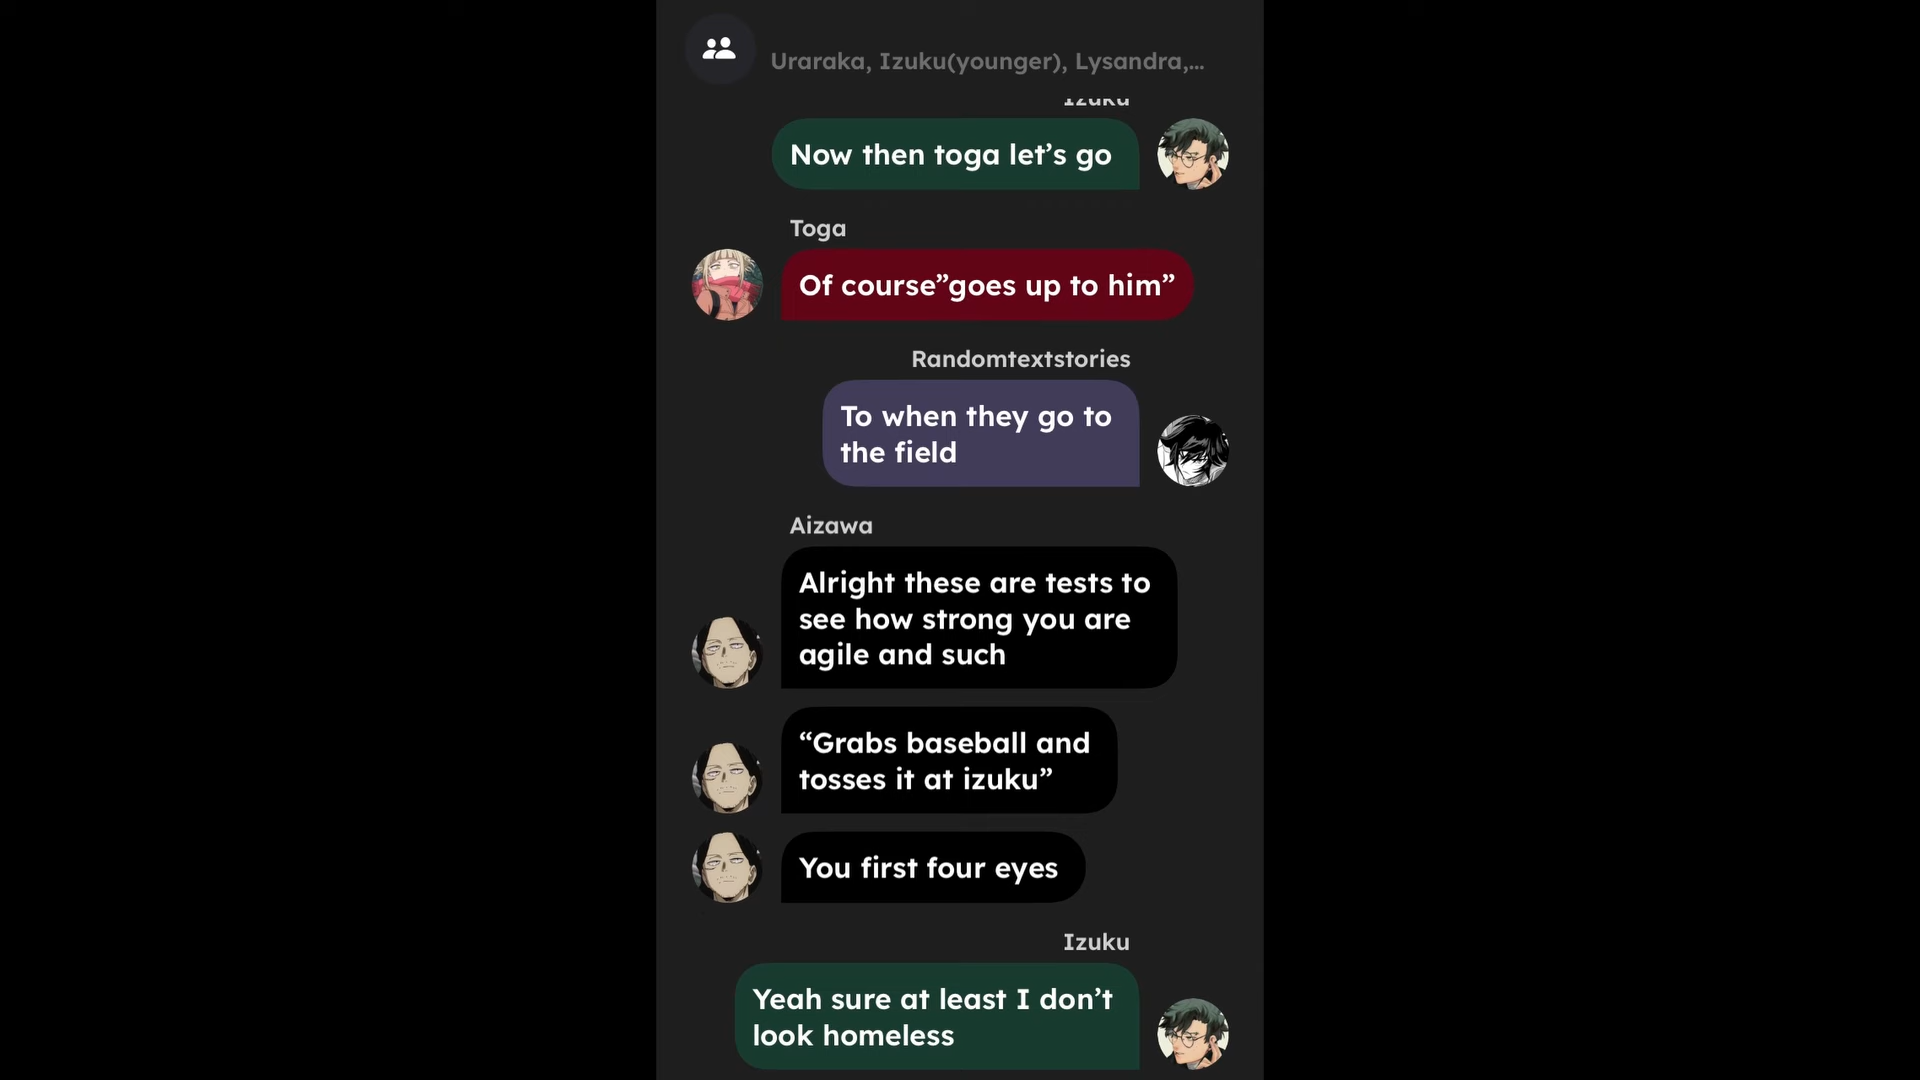 Uraraka, Izuku(younger), Lysandra,...
Izuku
Now then toga let’s go
Toga
Of course”goes up to him”
Randomtextstories
To when they go to
the field
Aizawa
Alright these are tests to
see how strong you are
agile and such
“Grabs baseball and
tosses it at izuku”
You first four eyes
Izuku
Yeah sure at least I don’t
look homeless